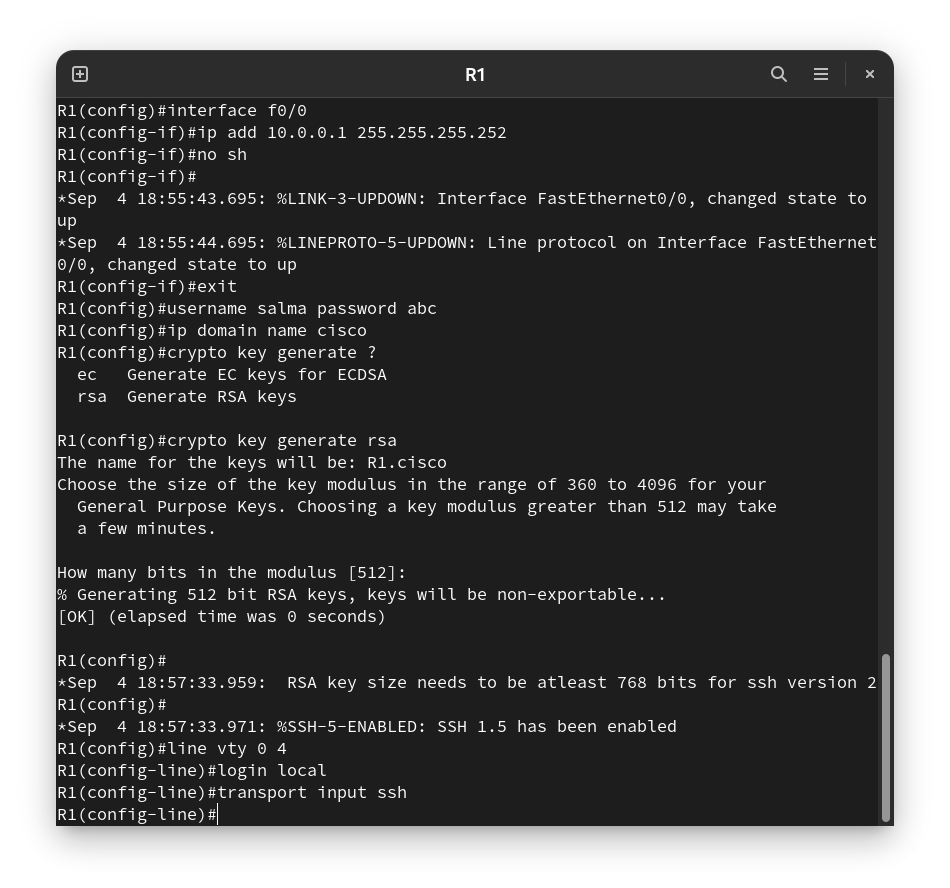 R1
R1(config)#interface f0/0
R1(config-if)#ip add 10.0.0.1 255.255.255.252
R1(config-if)#no sh
R1(config-if)#
*Sep  4 18:55:43.695: %LINK-3-UPDOWN: Interface FastEthernet0/0, changed state to
up
*Sep  4 18:55:44.695: %LINEPROTO-5-UPDOWN: Line protocol on Interface FastEthernet
0/0, changed state to up
R1(config-if)#exit
R1(config)#username salma password abc
R1(config)#ip domain name cisco
R1(config)#crypto key generate ?
  ec   Generate EC keys for ECDSA
  rsa  Generate RSA keys

R1(config)#crypto key generate rsa
The name for the keys will be: R1.cisco
Choose the size of the key modulus in the range of 360 to 4096 for your
  General Purpose Keys. Choosing a key modulus greater than 512 may take
  a few minutes.

How many bits in the modulus [512]:
% Generating 512 bit RSA keys, keys will be non-exportable...
[OK] (elapsed time was 0 seconds)

R1(config)#
*Sep  4 18:57:33.959:  RSA key size needs to be atleast 768 bits for ssh version 2
R1(config)#
*Sep  4 18:57:33.971: %SSH-5-ENABLED: SSH 1.5 has been enabled
R1(config)#line vty 0 4
R1(config-line)#login local
R1(config-line)#transport input ssh
R1(config-line)#